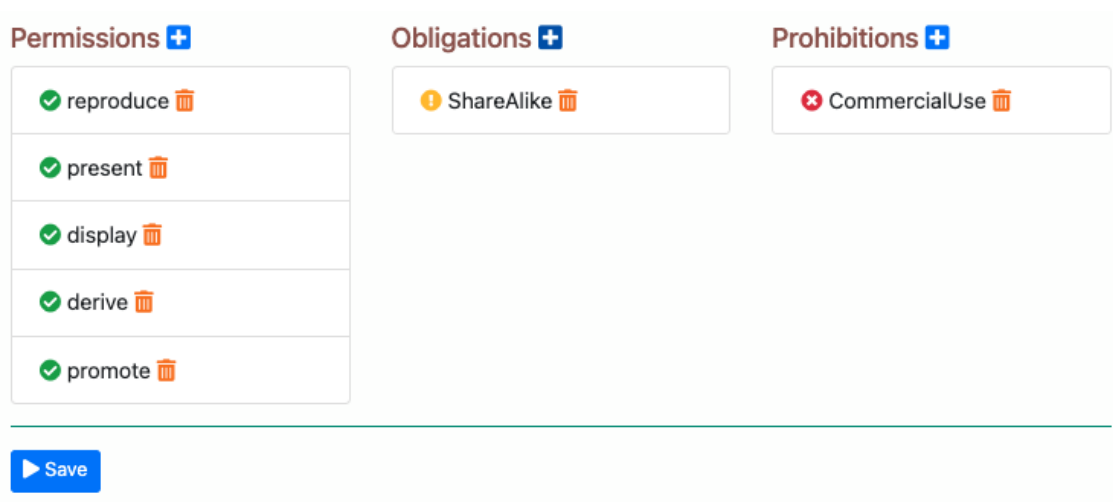 Permissions
reproduce
present
display
derive
promote
Obligations
ShareAlike
Prohibitions
CommercialUse
Save